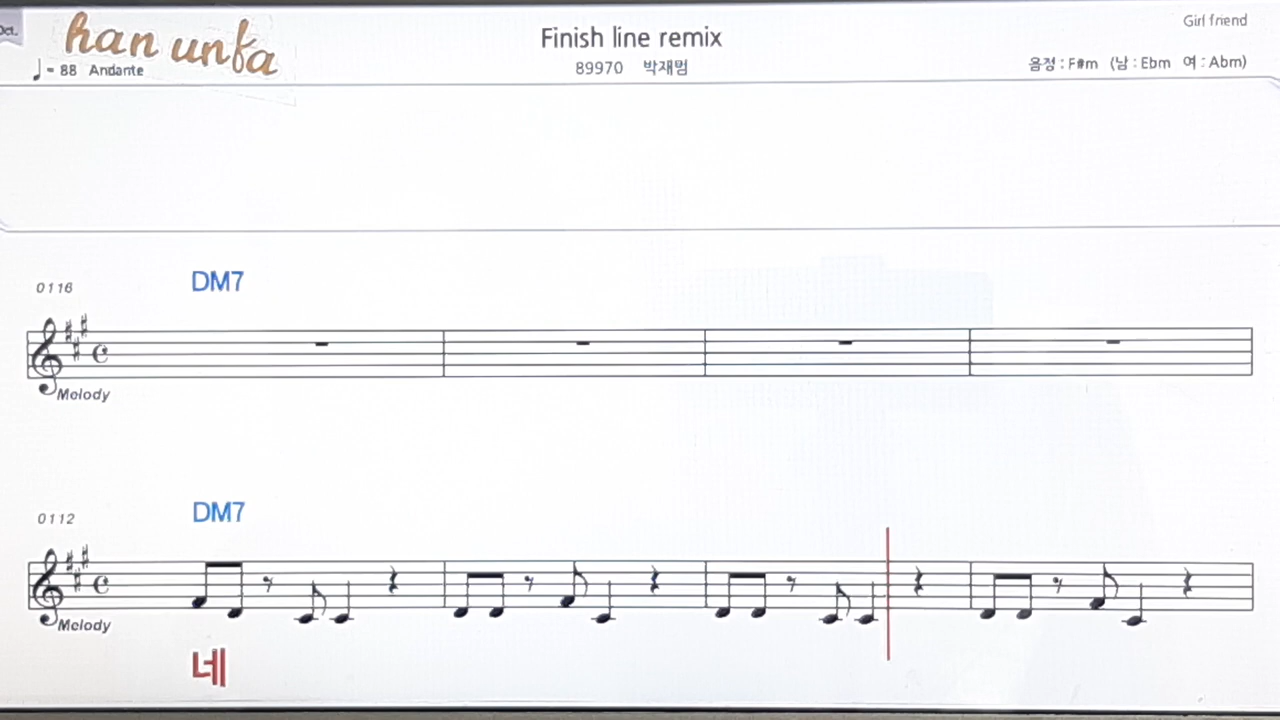 Oct.
han unfa
Finish line remix
Girl friend
♩= 88 Andante
89970 박재범
음정 : F#m (남 : Ebm 여 : Abm)
DM7
0116
Melody
DM7
0112
Melody
네